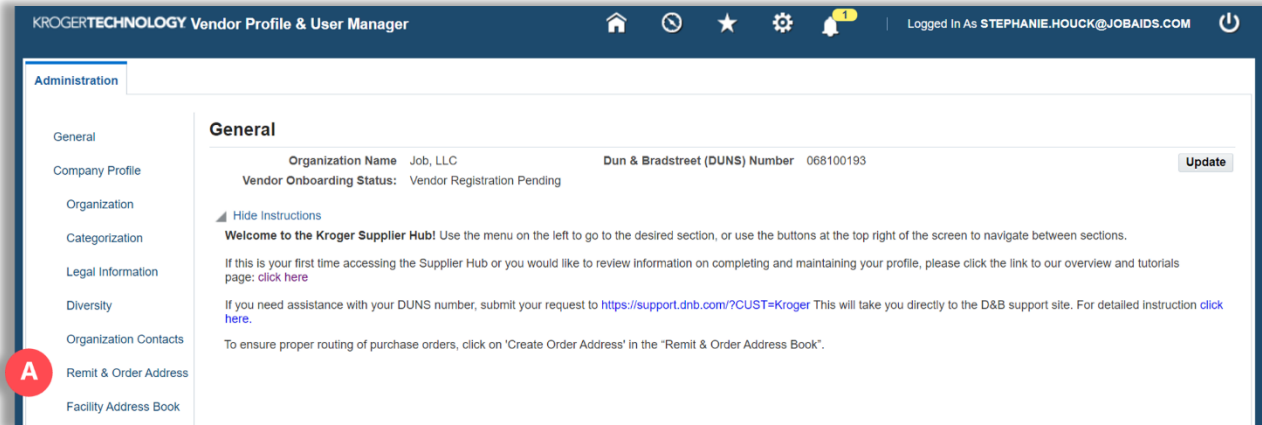 KROGERTECHNOLOGY. Vendor Profile & User Manager
1
Logged In As STEPHANIE.HOUCK@JOBAIDS.COM
Administration
General
Company Profile
Organization
Categorization
Legal Information
Diversity
Organization Contacts
A
Remit & Order Address
Facility Address Book
General
Organization Name Job, LLC
Dun & Bradstreet (DUNS) Number 068100193
Update
Vendor Onboarding Status: Vendor Registration Pending
Hide Instructions
Welcome to the Kroger Supplier Hub! Use the menu on the left to go to the desired section, or use the buttons at the top right of the screen to navigate between sections.
If this is your first time accessing the Supplier Hub or you would like to review information on completing and maintaining your profile, please click the link to our overview and tutorials
page: click here
If you need assistance with your DUNS number, submit your request to https://support.dnb.com/?CUST=Kroger This will take you directly to the D&B support site. For detailed instruction click
here.
To ensure proper routing of purchase orders, click on 'Create Order Address' in the “Remit & Order Address Book”.